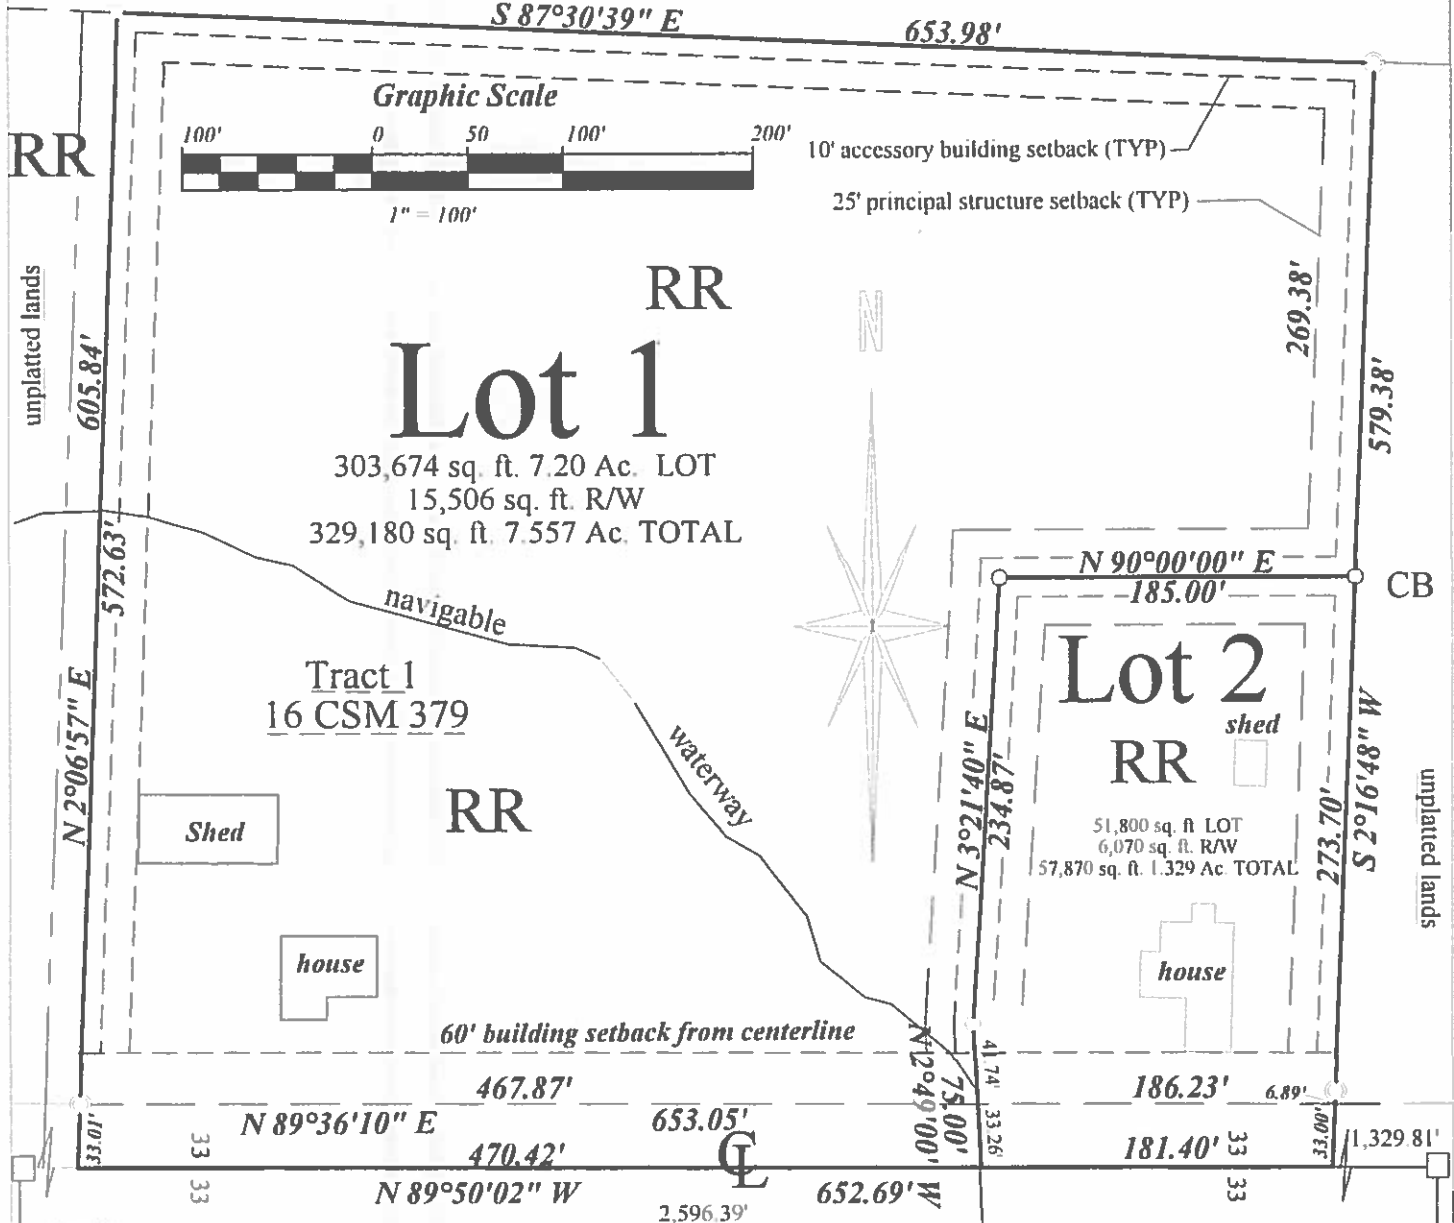 S 87°30'39" E
653.98'
Graphic Scale
100' 0 50 100' 200'
1" = 100'
10' accessory building setback (TYP)
25' principal structure setback (TYP)
RR
RR
N
unplatted lands
605.84'
269.38'
579.38'
Lot 1
303,674 sq. ft. 7.20 Ac. LOT
15,506 sq. ft. R/W
329,180 sq. ft. 7.557 Ac. TOTAL
572.63'
N 2°06'57" E
navigable
waterway
Tract 1
16 CSM 379
RR
Shed
house
N 90°00'00" E
185.00'
CB
Lot 2
shed
RR
51,800 sq. ft LOT
6,070 sq. ft. R/W
57,870 sq. ft. 1.329 Ac. TOTAL
N 3°21'40" E
234.87'
273.70'
S 2°16'48" W
unplatted lands
house
60' building setback from centerline
467.87'
N 89°36'10" E
653.05'
470.42'
CL
N 89°50'02" W
652.69'
2,596.39'
N 12°49'00" W
75.00'
41.74'
33.26'
186.23'
6.89'
181.40'
33.00'
1,329.81'
33.01'
33
33
33
33